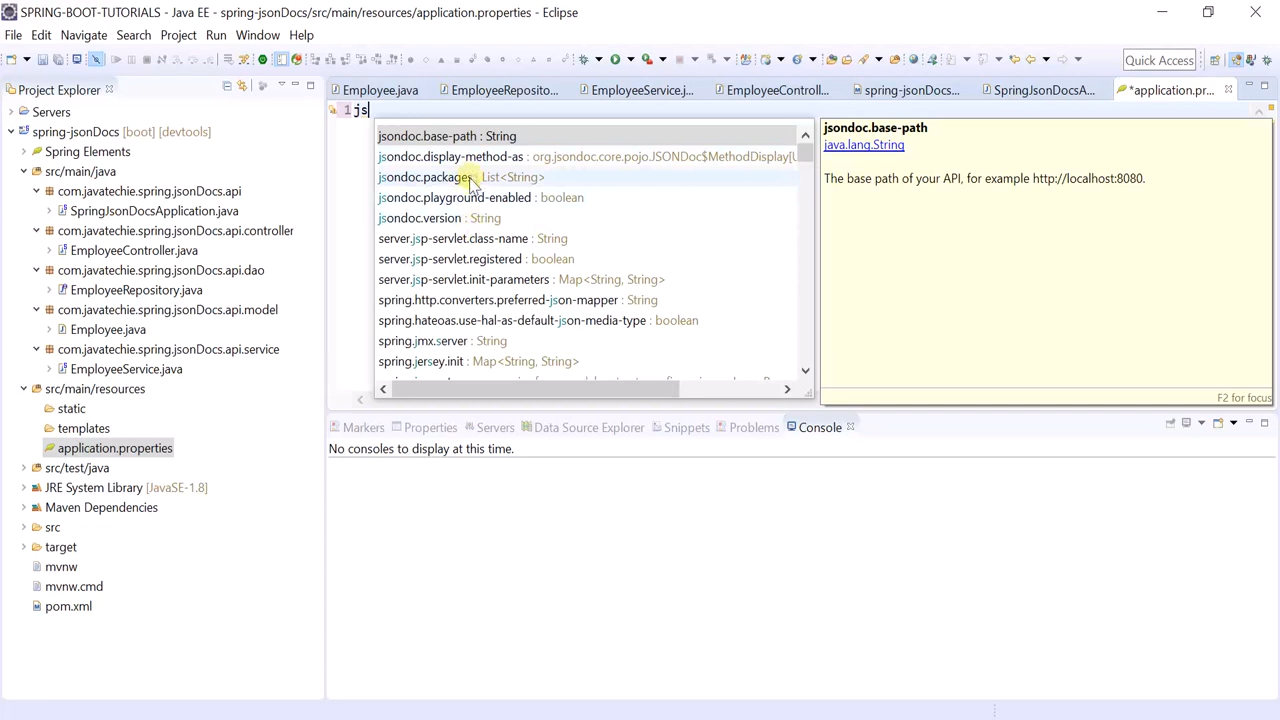 SPRING-BOOT-TUTORIALS - Java EE - spring-jsonDocs/src/main/resources/application.properties - Eclipse
File Edit Navigate Search Project Run Window Help
Quick Access
Project Explorer
Servers
spring-jsonDocs [boot] [devtools]
Spring Elements
src/main/java
com.javatechie.spring.jsonDocs.api
SpringJsonDocsApplication.java
com.javatechie.spring.jsonDocs.api.controller
EmployeeController.java
com.javatechie.spring.jsonDocs.api.dao
EmployeeRepository.java
com.javatechie.spring.jsonDocs.api.model
Employee.java
com.javatechie.spring.jsonDocs.api.service
EmployeeService.java
src/main/resources
static
templates
application.properties
src/test/java
JRE System Library [JavaSE-1.8]
Maven Dependencies
src
target
mvnw
mvnw.cmd
pom.xml
Employee.java EmployeeReposito... EmployeeService.j... EmployeeControll... spring-jsonDocs... SpringJsonDocsA... *application.pr...
1 js
jsondoc.base-path : String
jsondoc.display-method-as : org.jsondoc.core.pojo.JSONDoc$MethodDisplay[
jsondoc.packages : List<String>
jsondoc.playground-enabled : boolean
jsondoc.version : String
server.jsp-servlet.class-name : String
server.jsp-servlet.registered : boolean
server.jsp-servlet.init-parameters : Map<String, String>
spring.http.converters.preferred-json-mapper : String
spring.hateoas.use-hal-as-default-json-media-type : boolean
spring.jmx.server : String
spring.jersey.init : Map<String, String>
jsondoc.base-path
java.lang.String
The base path of your API, for example http://localhost:8080.
F2 for focus
Markers Properties Servers Data Source Explorer Snippets Problems Console
No consoles to display at this time.